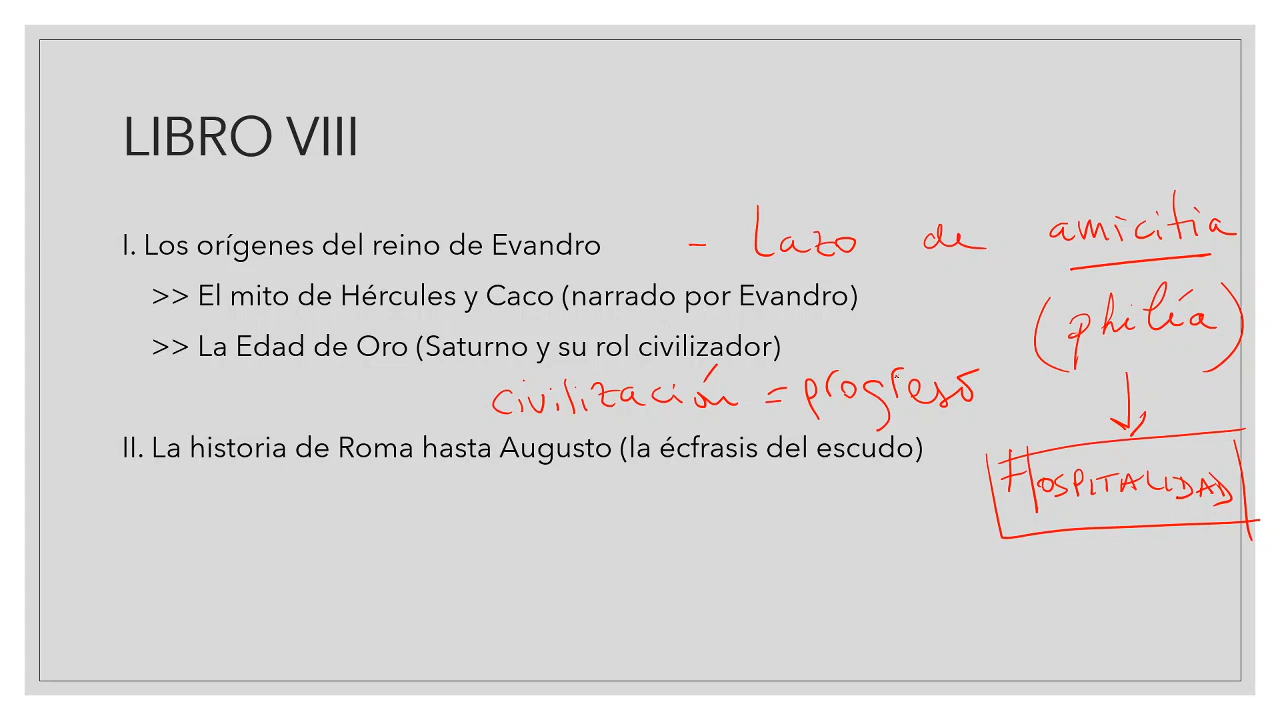 LIBRO VIII
I. Los orígenes del reino de Evandro - Lazo de amicitia
>> El mito de Hércules y Caco (narrado por Evandro)
(philía)
>> La Edad de Oro (Saturno y su rol civilizador)
civilización = progreso
II. La historia de Roma hasta Augusto (la écfrasis del escudo)
HOSPITALIDAD